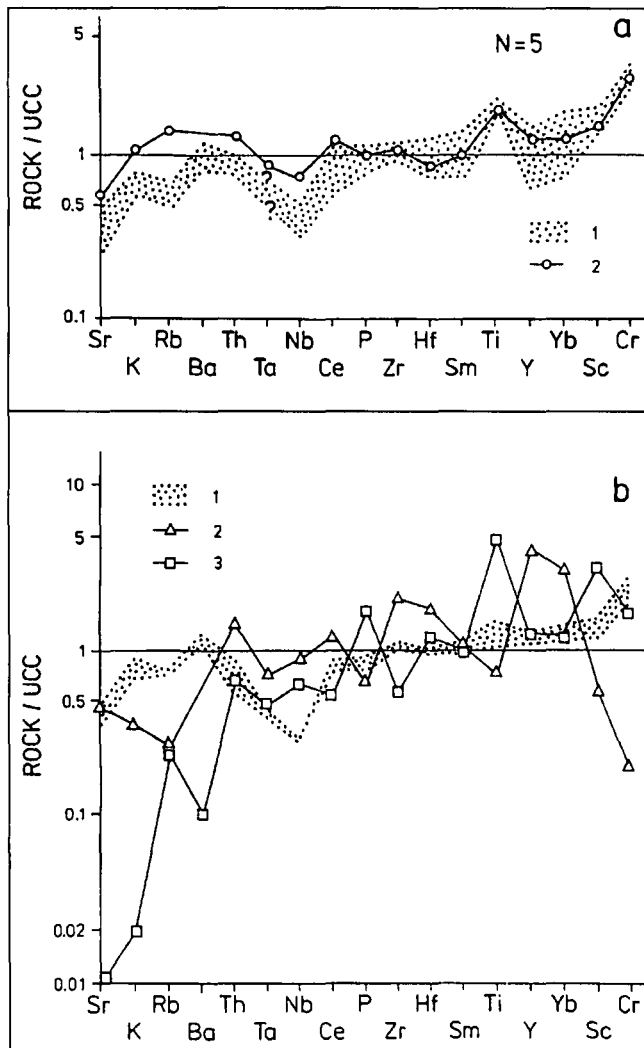 a
5
N=5
1
0.5
0.1
ROCK / UCC
? 
?
1
2
Sr Rb Th Nb P Hf Ti Yb Cr
K Ba Ta Ce Zr Sm Y Sc
b
10
5
1
0.5
0.1
0.02
0.01
ROCK / UCC
1
2
3
Sr Rb Th Nb P Hf Ti Yb Cr
K Ba Ta Ce Zr Sm Y Sc